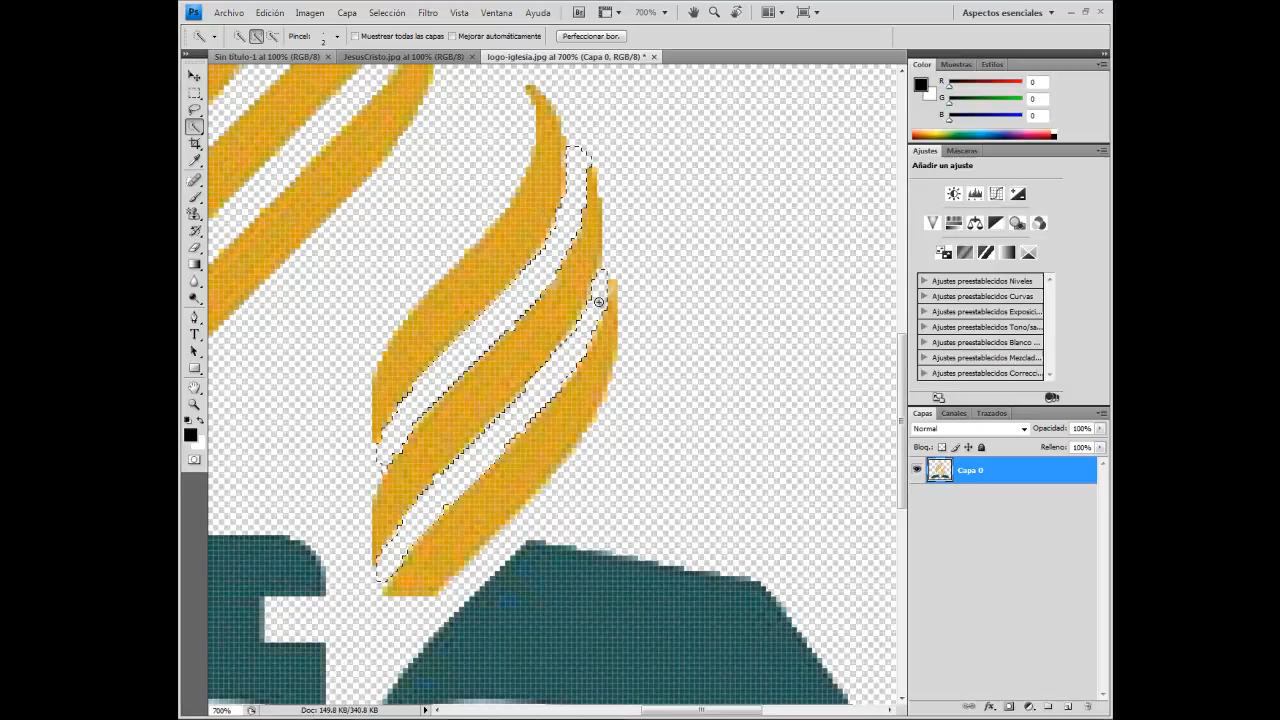 Ps Archivo Edición Imagen Capa Selección Filtro Vista Ventana Ayuda Br 700% Aspectos esenciales
Pincel: 2 Muestrear todas las capas Mejorar automáticamente Perfeccionar bor.
Sin título-1 al 100% (RGB/8) JesusCristo.jpg al 100% (RGB/8) logo-iglesia.jpg al 700% (Capa 0, RGB/8) *
Color Muestras Estilos
R 0
G 0
B 0
Ajustes Máscaras
Añadir un ajuste
Ajustes preestablecidos Niveles
Ajustes preestablecidos Curvas
Ajustes preestablecidos Exposici...
Ajustes preestablecidos Tono/sa...
Ajustes preestablecidos Blanco ...
Ajustes preestablecidos Mezclad...
Ajustes preestablecidos Correcci...
Capas Canales Trazados
Normal Opacidad: 100%
Bloq.: Relleno: 100%
Capa 0
700% Doc: 149.8 KB/340.8 KB